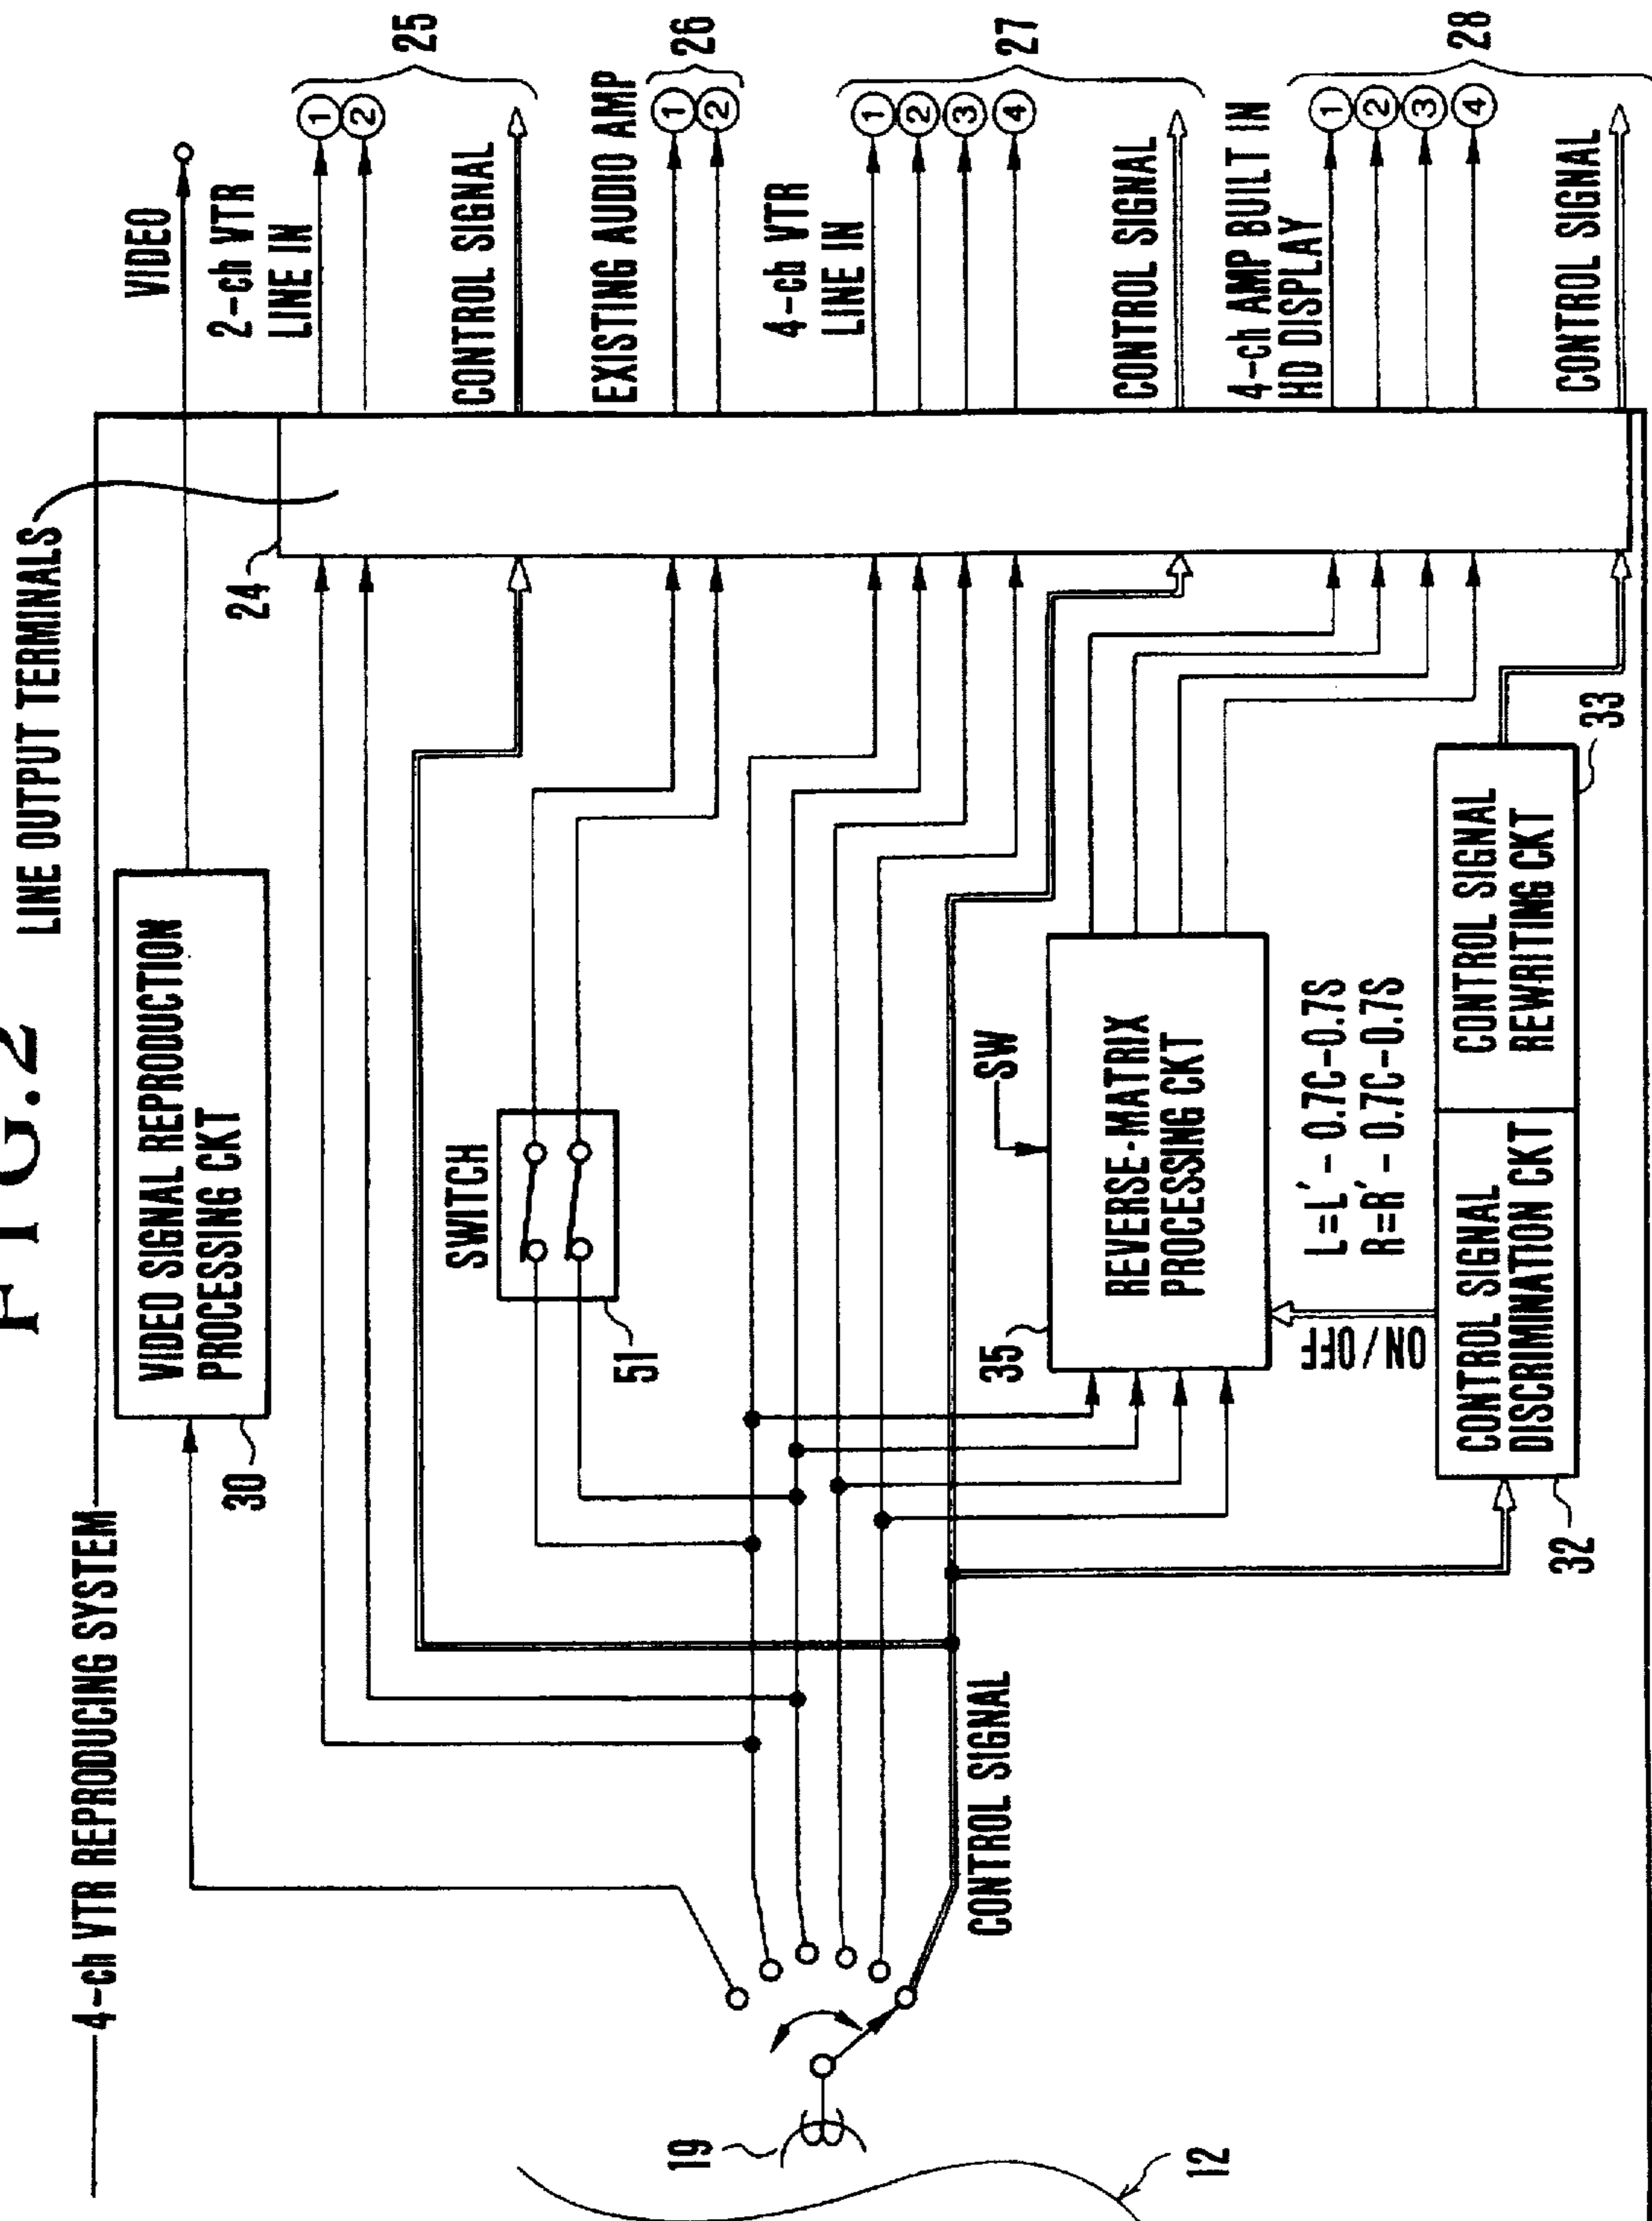 FIG.2
4-ch VTR REPRODUCING SYSTEM
LINE OUTPUT TERMINALS
VIDEO SIGNAL REPRODUCTION
PROCESSING CKT
30
24
VIDEO
2-ch VTR
LINE IN
1
2
25
CONTROL SIGNAL
SWITCH
51
EXISTING AUDIO AMP
1
2
26
4-ch VTR
LINE IN
1
2
3
4
27
CONTROL SIGNAL
19
12
CONTROL SIGNAL
SW
35
REVERSE-MATRIX
PROCESSING CKT
4-ch AMP BUILT IN
HD DISPLAY
1
2
3
4
28
ON/OFF
L=L´-0.7C-0.7S
R=R´-0.7C-0.7S
CONTROL SIGNAL
DISCRIMINATION CKT
32
CONTROL SIGNAL
REWRITING CKT
33
CONTROL SIGNAL